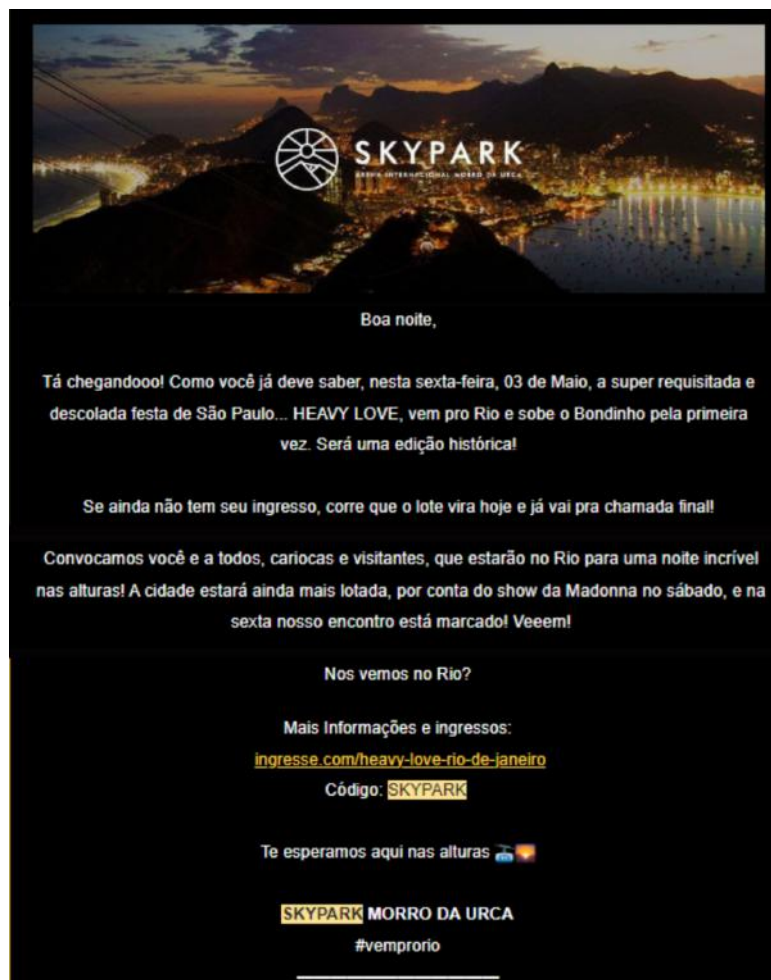 SKYPARK
ARENA INTERNACIONAL MORRO DA URCA
Boa noite,
Tá chegandooo! Como você já deve saber, nesta sexta-feira, 03 de Maio, a super requisitada e
descolada festa de São Paulo... HEAVY LOVE, vem pro Rio e sobe o Bondinho pela primeira
vez. Será uma edição histórica!
Se ainda não tem seu ingresso, corre que o lote vira hoje e já vai pra chamada final!
Convocamos você e a todos, cariocas e visitantes, que estarão no Rio para uma noite incrível
nas alturas! A cidade estará ainda mais lotada, por conta do show da Madonna no sábado, e na
sexta nosso encontro está marcado! Veeem!
Nos vemos no Rio?
Mais Informações e ingressos:
ingresse.com/heavy-love-rio-de-janeiro
Código: SKYPARK
Te esperamos aqui nas alturas 🚡🌄
SKYPARK MORRO DA URCA
#vemprorio